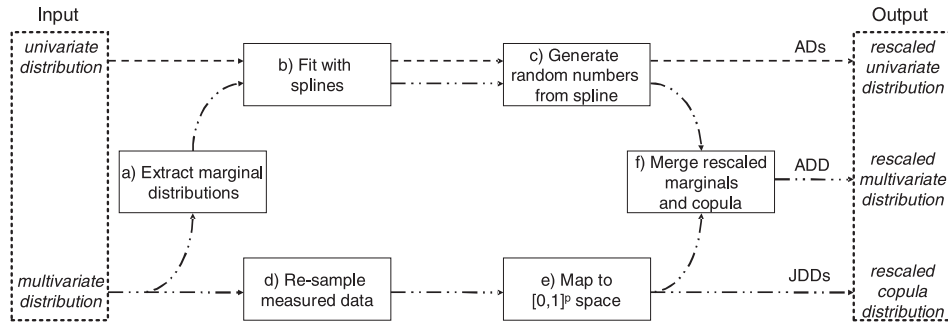 Input
Output
univariate
distribution
b) Fit with
splines
c) Generate
random numbers
from spline
ADs
rescaled
univariate
distribution
a) Extract marginal
distributions
f) Merge rescaled
marginals
and copula
ADD
rescaled
multivariate
distribution
multivariate
distribution
d) Re-sample
measured data
e) Map to
[0,1]ᵖ space
JDDs
rescaled
copula
distribution